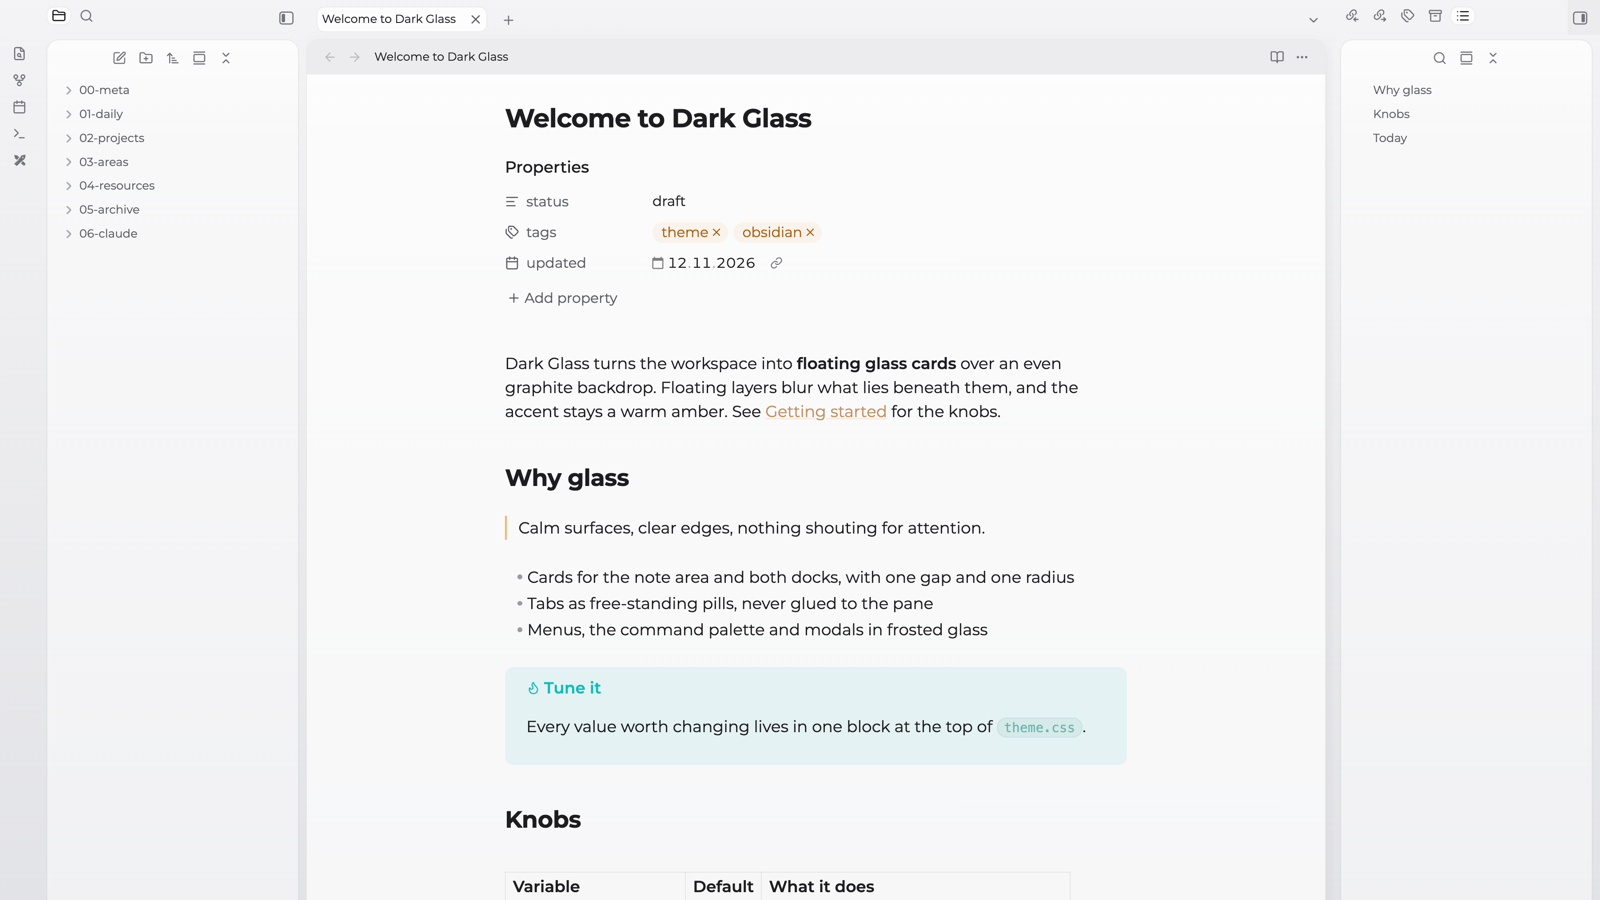 Welcome to Dark Glass
00-meta
01-daily
02-projects
03-areas
04-resources
05-archive
06-claude
Welcome to Dark Glass
Welcome to Dark Glass
Properties
status draft
tags theme obsidian
updated 12.11.2026
Add property
Dark Glass turns the workspace into floating glass cards over an even
graphite backdrop. Floating layers blur what lies beneath them, and the
accent stays a warm amber. See Getting started for the knobs.
Why glass
Calm surfaces, clear edges, nothing shouting for attention.
Cards for the note area and both docks, with one gap and one radius
Tabs as free-standing pills, never glued to the pane
Menus, the command palette and modals in frosted glass
Tune it
Every value worth changing lives in one block at the top of theme.css.
Knobs
Variable Default What it does
Why glass
Knobs
Today